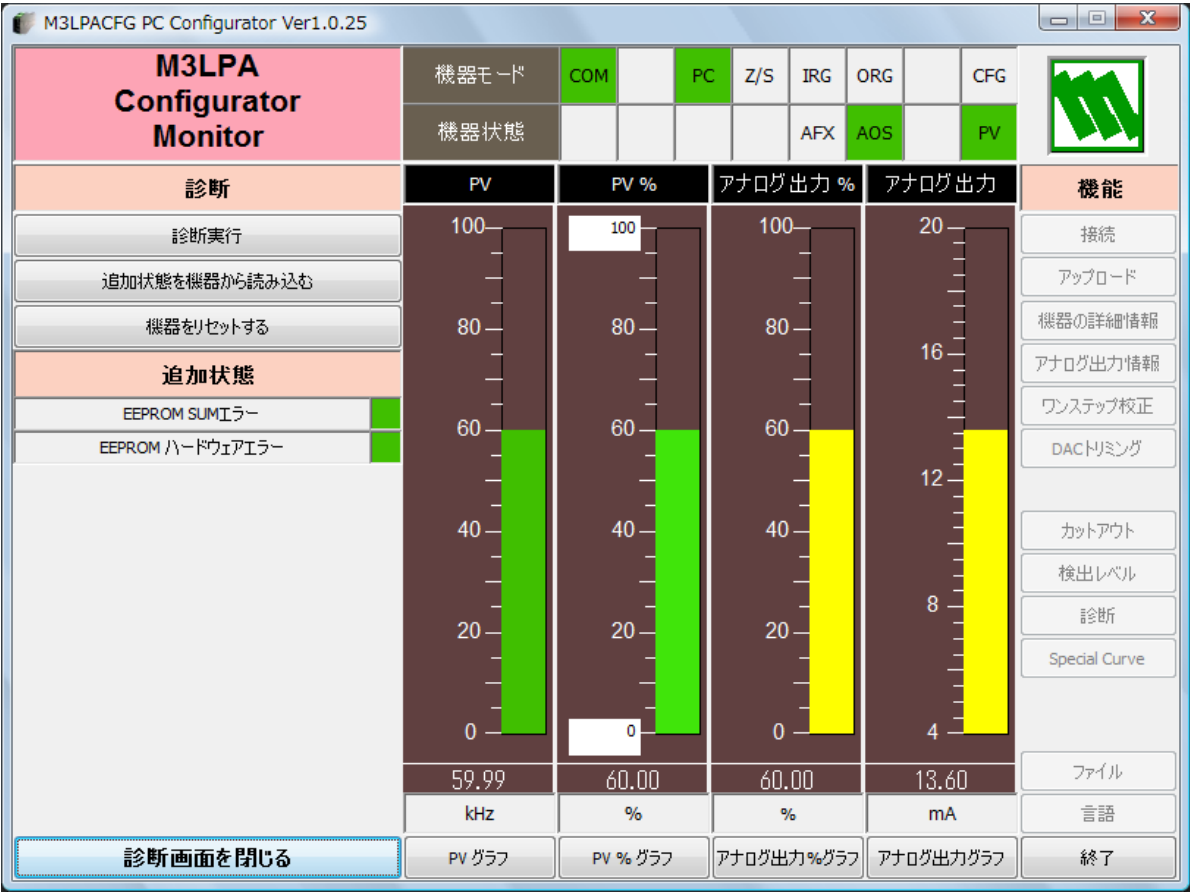 M3LPACFG PC Configurator Ver1.0.25
M3LPA
Configurator
Monitor
機器モード
COM
PC
Z/S
IRG
ORG
CFG
機器状態
AFX
AOS
PV
診断
診断実行
追加状態を機器から読み込む
機器をリセットする
追加状態
EEPROM SUMエラー
EEPROM ハードウェアエラー
診断画面を閉じる
PV
100
80
60
40
20
0
59.99
kHz
PV グラフ
PV %
100
80
60
40
20
0
60.00
%
PV % グラフ
アナログ出力 %
100
80
60
40
20
0
60.00
%
アナログ出力%グラフ
アナログ出力
20
16
12
8
4
13.60
mA
アナログ出力グラフ
機能
接続
アップロード
機器の詳細情報
アナログ出力情報
ワンステップ校正
DACトリミング
カットアウト
検出レベル
診断
Special Curve
ファイル
言語
終了